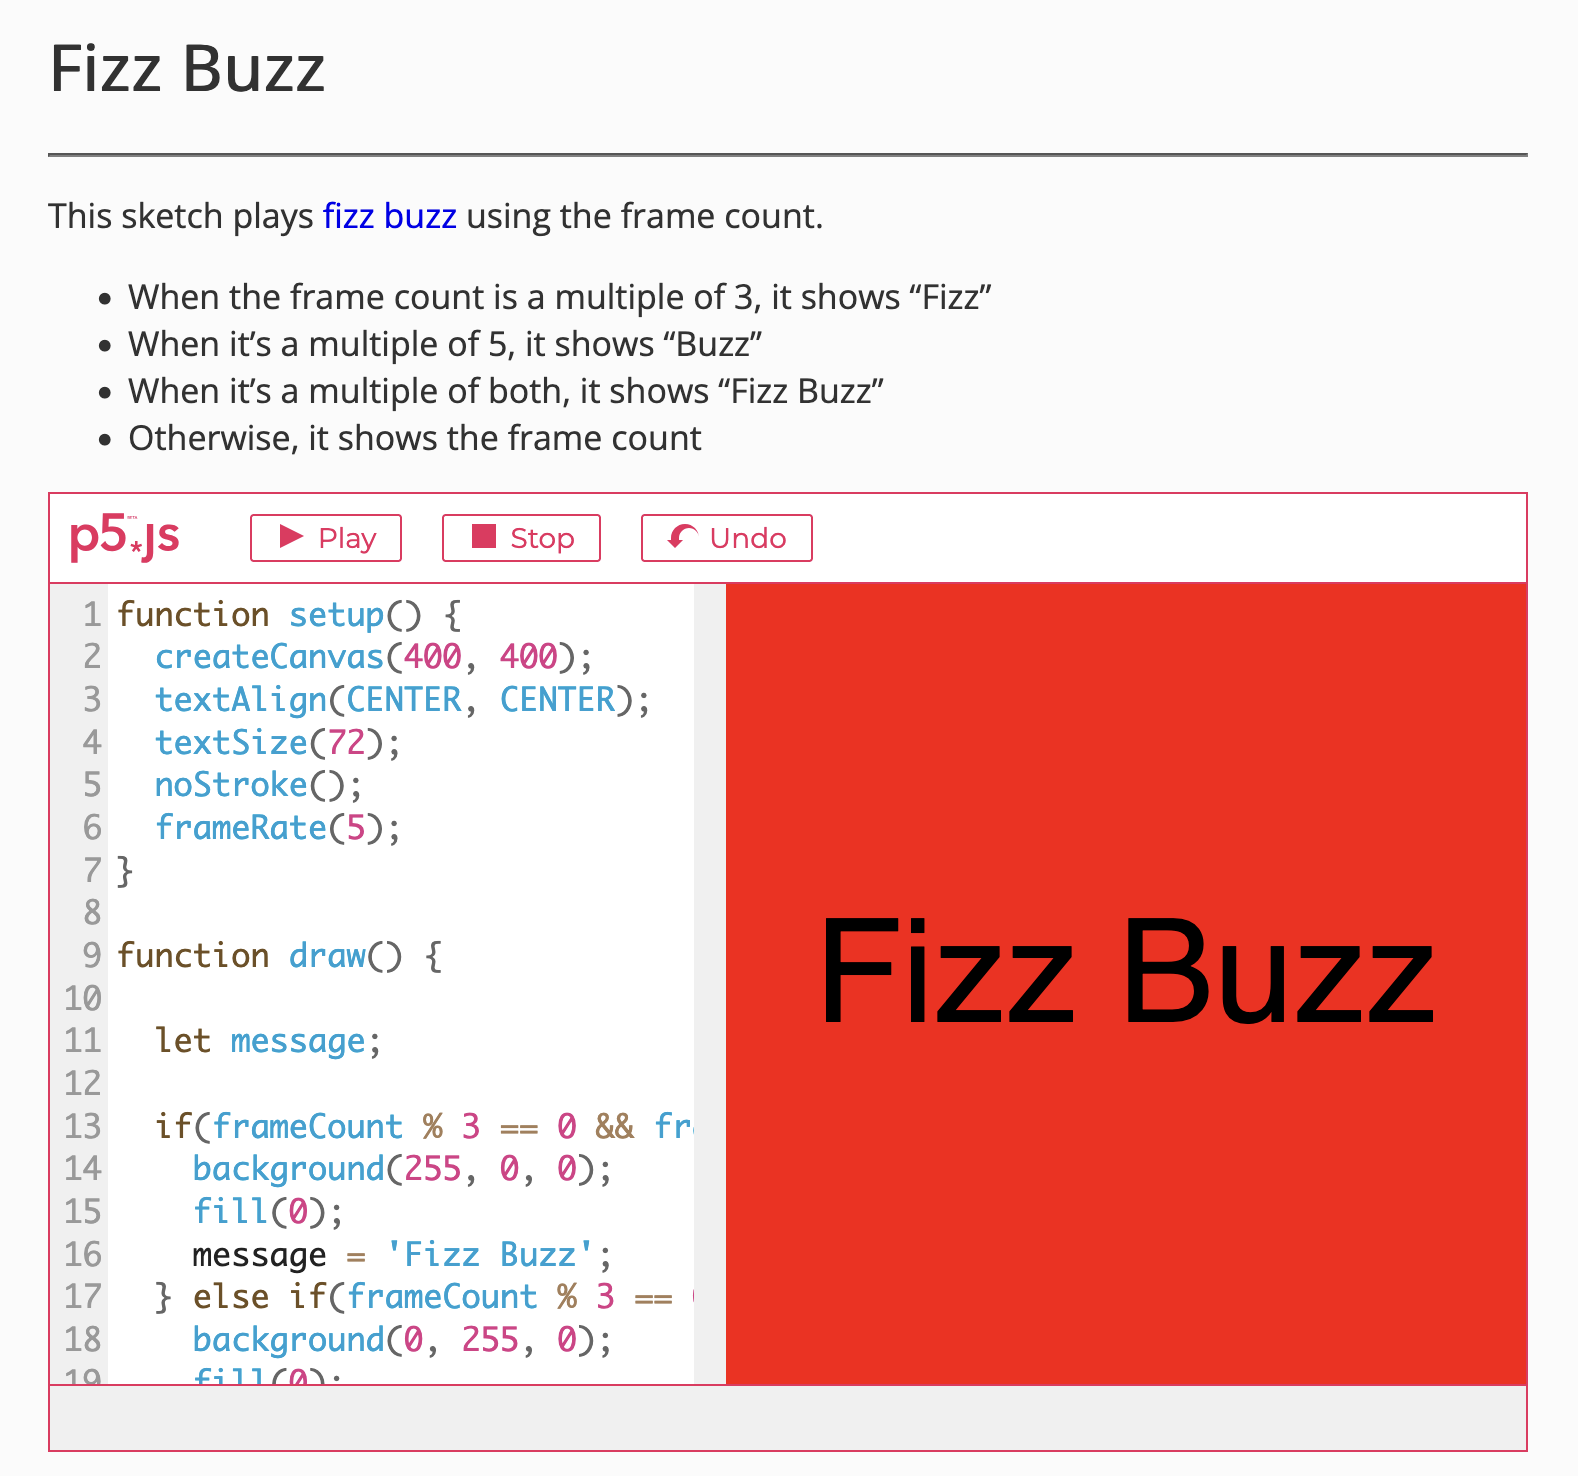 Fizz Buzz
This sketch plays fizz buzz using the frame count.
When the frame count is a multiple of 3, it shows “Fizz”
When it’s a multiple of 5, it shows “Buzz”
When it’s a multiple of both, it shows “Fizz Buzz”
Otherwise, it shows the frame count
p5*js Play Stop Undo
1 function setup() {
2 createCanvas(400, 400);
3 textAlign(CENTER, CENTER);
4 textSize(72);
5 noStroke();
6 frameRate(5);
7 }
8
9 function draw() {
10
11 let message;
12
13 if(frameCount % 3 == 0 && fr
14 background(255, 0, 0);
15 fill(0);
16 message = 'Fizz Buzz';
17 } else if(frameCount % 3 ==
18 background(0, 255, 0);
19 fill(0);
Fizz Buzz